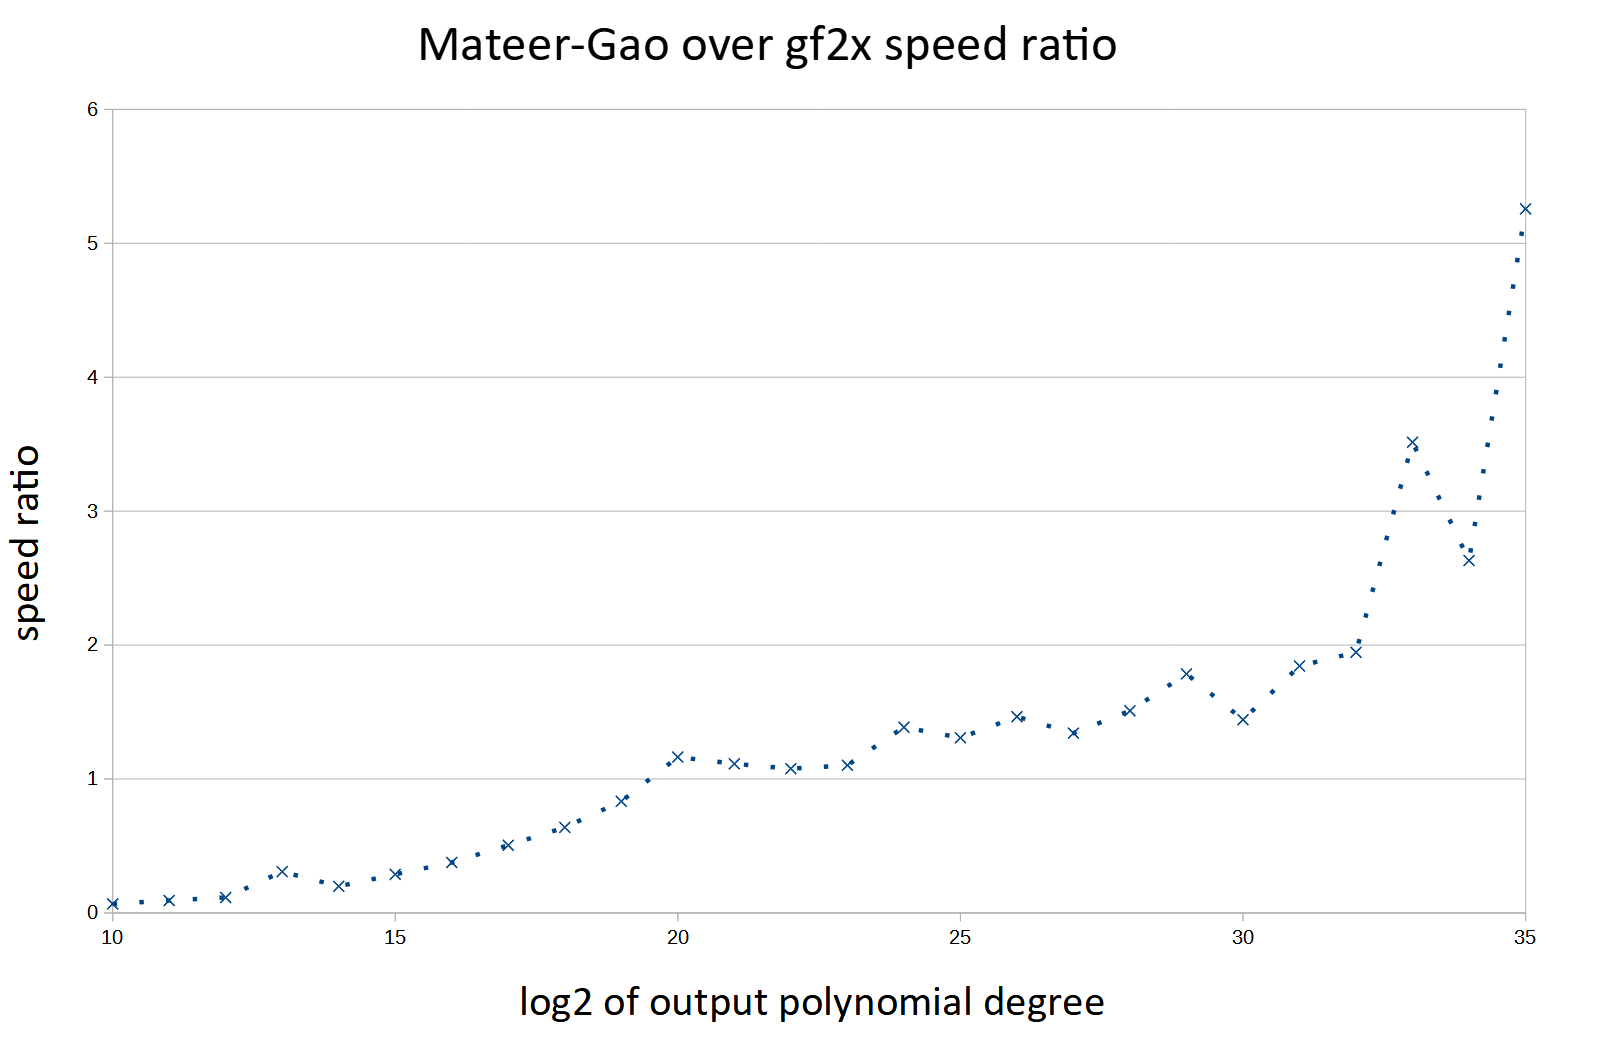 Mateer-Gao over gf2x speed ratio
6
5
4
3
2
1
0
speed ratio
10 15 20 25 30 35
log2 of output polynomial degree